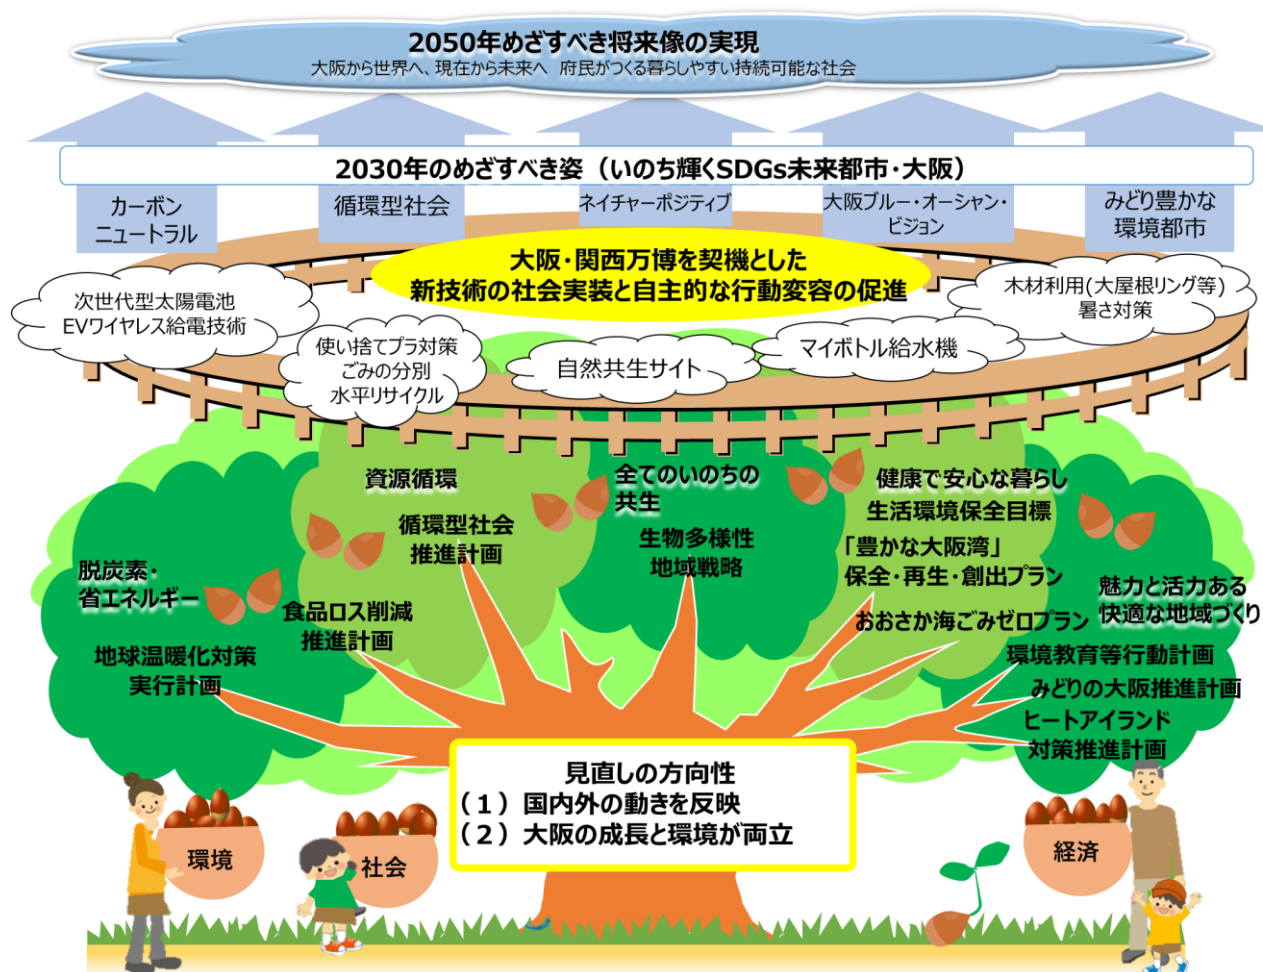 2050年めざすべき将来像の実現
大阪から世界へ、現在から未来へ 府民がつくる暮らしやすい持続可能な社会
2030年のめざすべき姿（いのち輝くSDGs未来都市・大阪）
カーボン
ニュートラル
循環型社会
ネイチャーポジティブ
大阪ブルー・オーシャン・
ビジョン
みどり豊かな
環境都市
大阪・関西万博を契機とした
新技術の社会実装と自主的な行動変容の促進
次世代型太陽電池
EVワイヤレス給電技術
使い捨てプラ対策
ごみの分別
水平リサイクル
自然共生サイト
マイボトル給水機
木材利用(大屋根リング等)
暑さ対策
脱炭素・
省エネルギー
地球温暖化対策
実行計画
資源循環
循環型社会
推進計画
食品ロス削減
推進計画
全てのいのちの
共生
生物多様性
地域戦略
健康で安心な暮らし
生活環境保全目標
「豊かな大阪湾」
保全・再生・創出プラン
おおさか海ごみゼロプラン
魅力と活力ある
快適な地域づくり
環境教育等行動計画
みどりの大阪推進計画
ヒートアイランド
対策推進計画
見直しの方向性
（１）国内外の動きを反映
（２）大阪の成長と環境が両立
環境
社会
経済